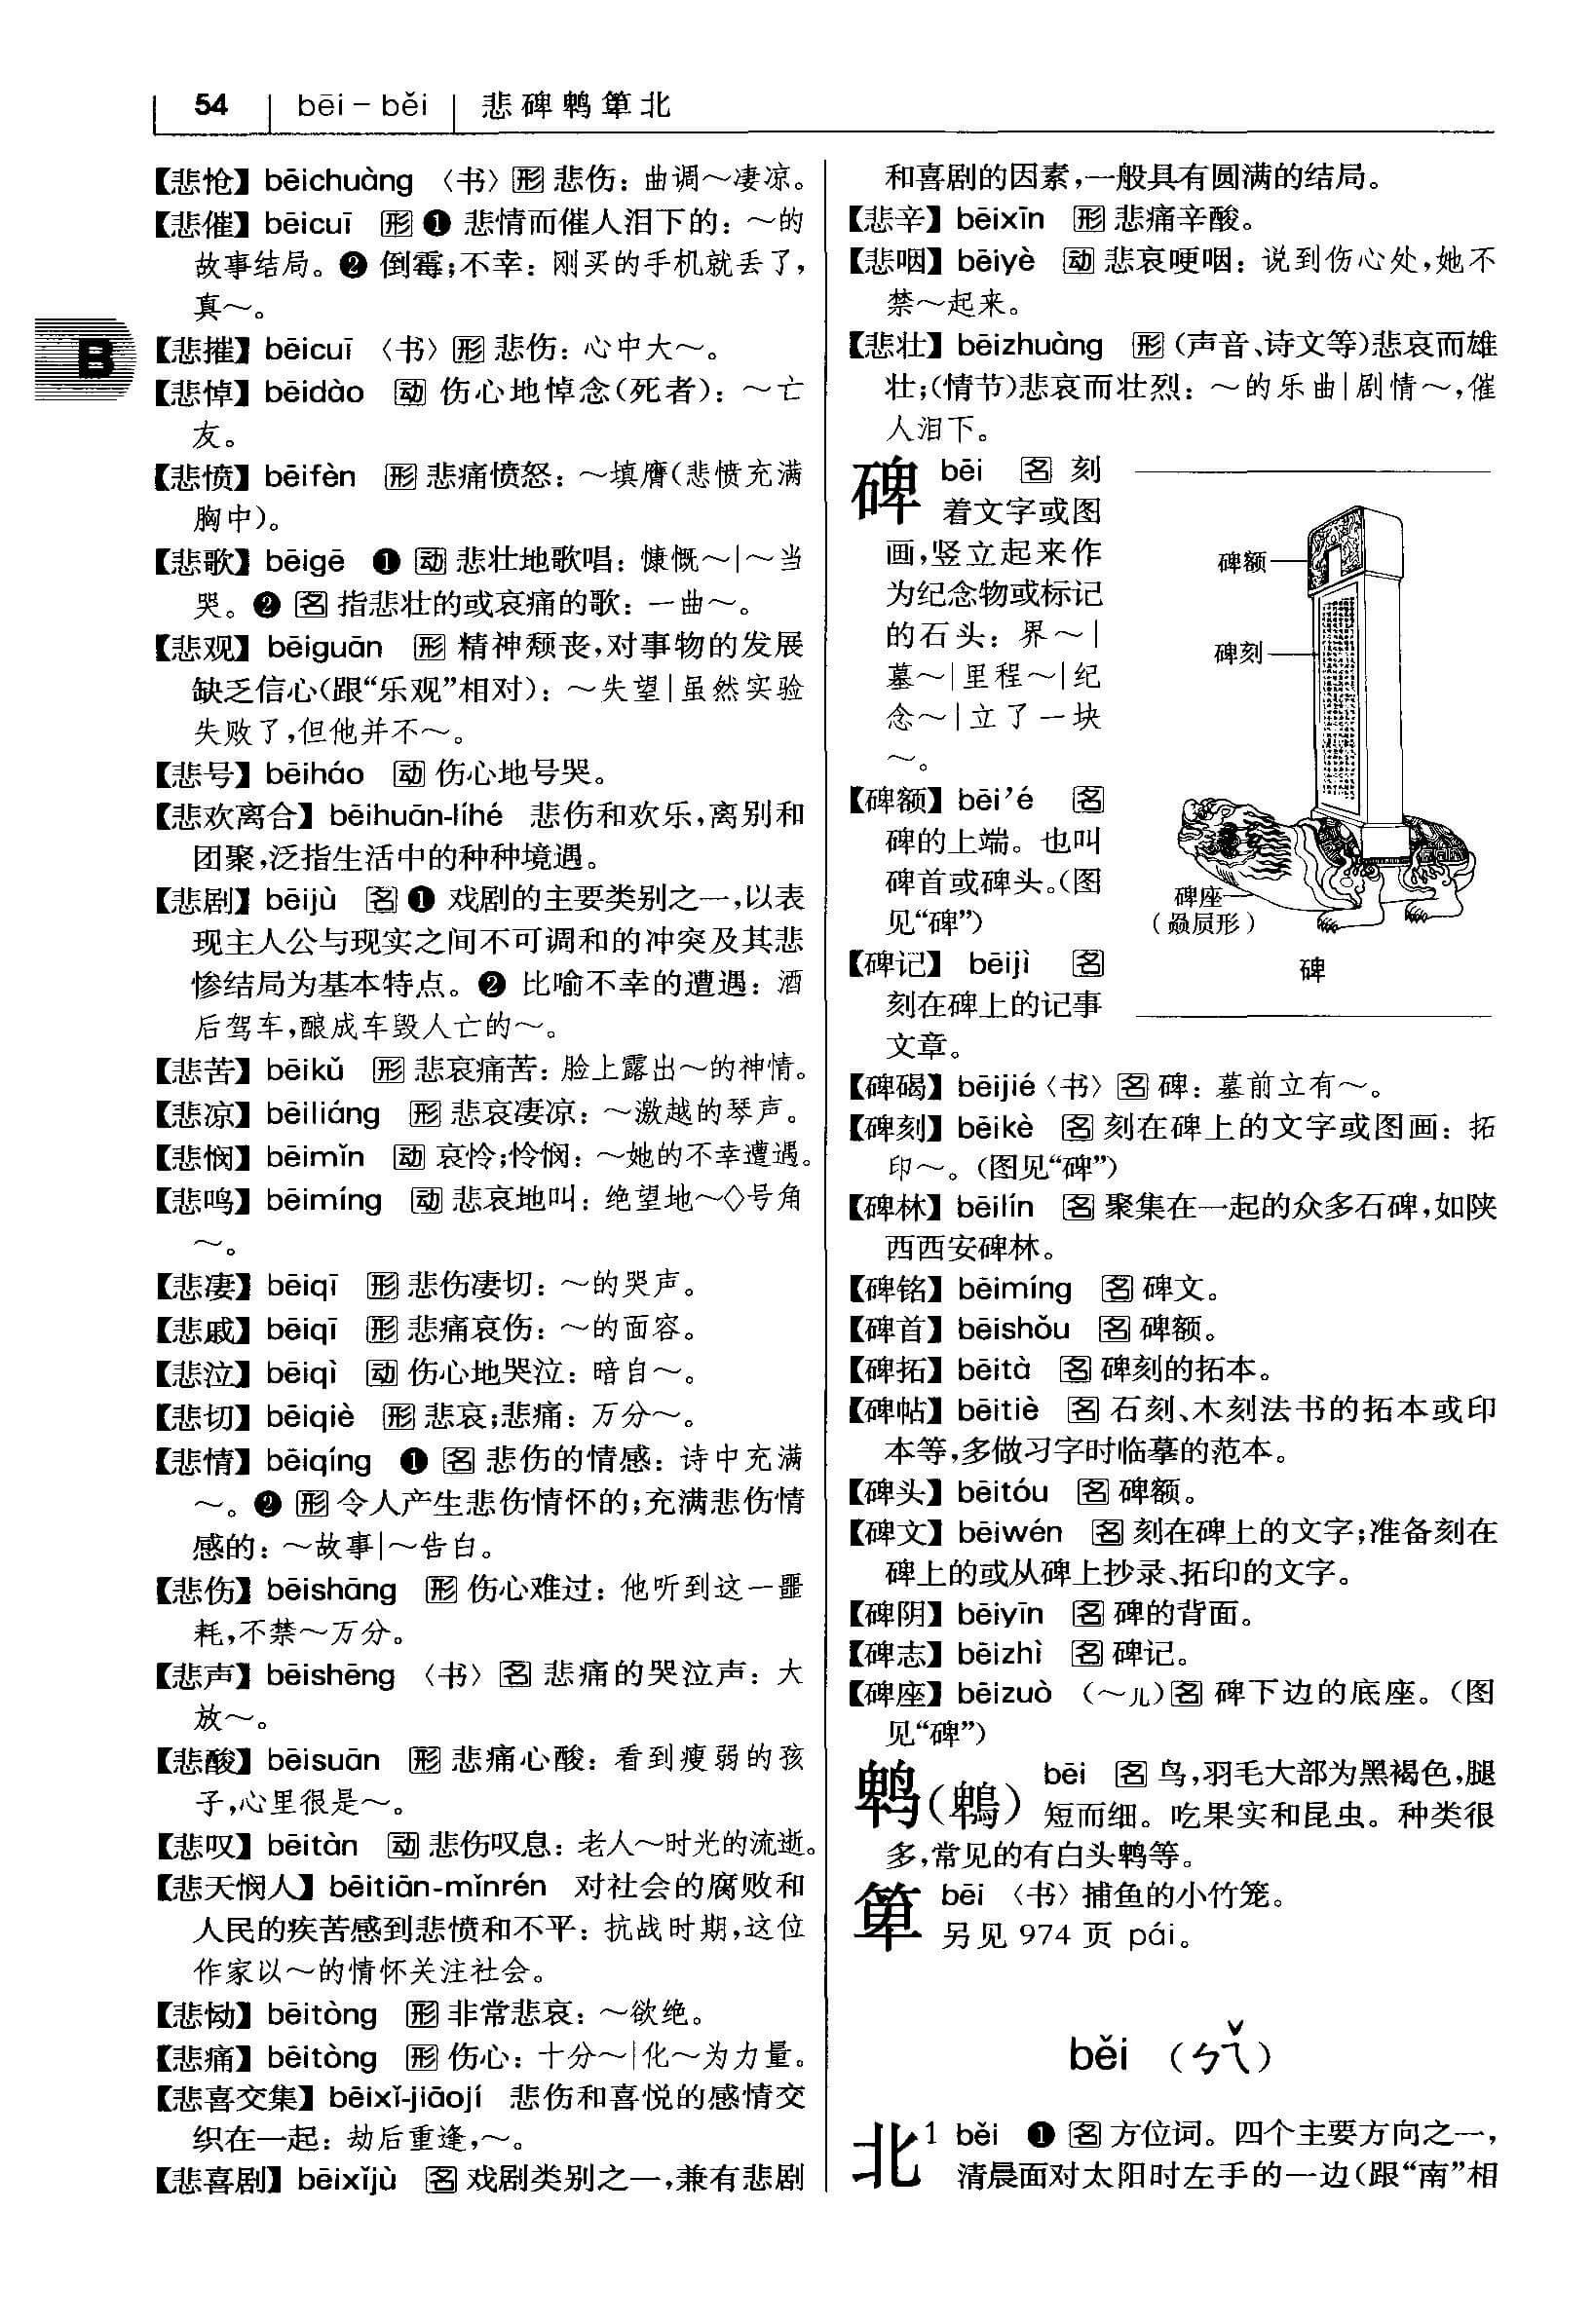 54 bēi－běi 悲碑鹎箄北
【悲怆】bēichuàng 〈书〉形 悲伤：曲调～凄凉。
【悲催】bēicuī 形 ❶ 悲情而催人泪下的：～的
故事结局。❷ 倒霉；不幸：刚买的手机就丢了，
真～。
B
【悲摧】bēicuī 〈书〉形 悲伤：心中大～。
【悲悼】bēidào 动 伤心地悼念（死者）：～亡
友。
【悲愤】bēifèn 形 悲痛愤怒：～填膺（悲愤充满
胸中）。
【悲歌】bēigē ❶ 动 悲壮地歌唱：慷慨～|～当
哭。❷ 名 指悲壮的或哀痛的歌：一曲～。
【悲观】bēiguān 形 精神颓丧，对事物的发展
缺乏信心（跟“乐观”相对）：～失望|虽然实验
失败了，但他并不～。
【悲号】bēiháo 动 伤心地号哭。
【悲欢离合】bēihuān-líhé 悲伤和欢乐，离别和
团聚，泛指生活中的种种境遇。
【悲剧】bēijù 名 ❶ 戏剧的主要类别之一，以表
现主人公与现实之间不可调和的冲突及其悲
惨结局为基本特点。❷ 比喻不幸的遭遇：酒
后驾车，酿成车毁人亡的～。
【悲苦】bēikǔ 形 悲哀痛苦：脸上露出～的神情。
【悲凉】bēiliáng 形 悲哀凄凉：～激越的琴声。
【悲悯】bēimǐn 动 哀怜；怜悯：～她的不幸遭遇。
【悲鸣】bēimíng 动 悲哀地叫：绝望地～◇号角
～。
【悲凄】bēiqī 形 悲伤凄切：～的哭声。
【悲戚】bēiqī 形 悲痛哀伤：～的面容。
【悲泣】bēiqì 动 伤心地哭泣：暗自～。
【悲切】bēiqiè 形 悲哀；悲痛：万分～。
【悲情】bēiqíng ❶ 名 悲伤的情感：诗中充满
～。❷ 形 令人产生悲伤情怀的；充满悲伤情
感的：～故事|～告白。
【悲伤】bēishāng 形 伤心难过：他听到这一噩
耗，不禁～万分。
【悲声】bēishēng 〈书〉名 悲痛的哭泣声：大
放～。
【悲酸】bēisuān 形 悲痛心酸：看到瘦弱的孩
子，心里很是～。
【悲叹】bēitàn 动 悲伤叹息：老人～时光的流逝。
【悲天悯人】bēitiān-mǐnrén 对社会的腐败和
人民的疾苦感到悲愤和不平：抗战时期，这位
作家以～的情怀关注社会。
【悲恸】bēitòng 形 非常悲哀：～欲绝。
【悲痛】bēitòng 形 伤心：十分～|化～为力量。
【悲喜交集】bēixǐ-jiāojí 悲伤和喜悦的感情交
织在一起：劫后重逢，～。
【悲喜剧】bēixǐjù 名 戏剧类别之一，兼有悲剧
和喜剧的因素，一般具有圆满的结局。
【悲辛】bēixīn 形 悲痛辛酸。
【悲咽】bēiyè 动 悲哀哽咽：说到伤心处，她不
禁～起来。
【悲壮】bēizhuàng 形（声音、诗文等）悲哀而雄
壮；（情节）悲哀而壮烈：～的乐曲|剧情～，催
人泪下。
碑 bēi 名 刻
着文字或图
画，竖立起来作
为纪念物或标记
的石头：界～|
墓～|里程～|纪
念～|立了一块
～。
【碑额】bēi’é 名
碑的上端。也叫
碑首或碑头。（图
见“碑”）
【碑记】bēijì 名
刻在碑上的记事
文章。
碑额
碑刻
碑座
（赑屃形）
碑
【碑碣】bēijié〈书〉名 碑：墓前立有～。
【碑刻】bēikè 名 刻在碑上的文字或图画：拓
印～。（图见“碑”）
【碑林】bēilín 名 聚集在一起的众多石碑，如陕
西西安碑林。
【碑铭】bēimíng 名 碑文。
【碑首】bēishǒu 名 碑额。
【碑拓】bēità 名 碑刻的拓本。
【碑帖】bēitiè 名 石刻、木刻法书的拓本或印
本等，多做习字时临摹的范本。
【碑头】bēitóu 名 碑额。
【碑文】bēiwén 名 刻在碑上的文字；准备刻在
碑上的或从碑上抄录、拓印的文字。
【碑阴】bēiyīn 名 碑的背面。
【碑志】bēizhì 名 碑记。
【碑座】bēizuò （～儿）名 碑下边的底座。（图
见“碑”）
鹎（鵯） bēi 名 鸟，羽毛大部为黑褐色，腿
短而细。吃果实和昆虫。种类很
多，常见的有白头鹎等。
箄 bēi 〈书〉捕鱼的小竹笼。
另见 974 页 pái。
běi （ㄅㄟˇ）
北1 běi ❶ 名 方位词。四个主要方向之一，
清晨面对太阳时左手的一边（跟“南”相